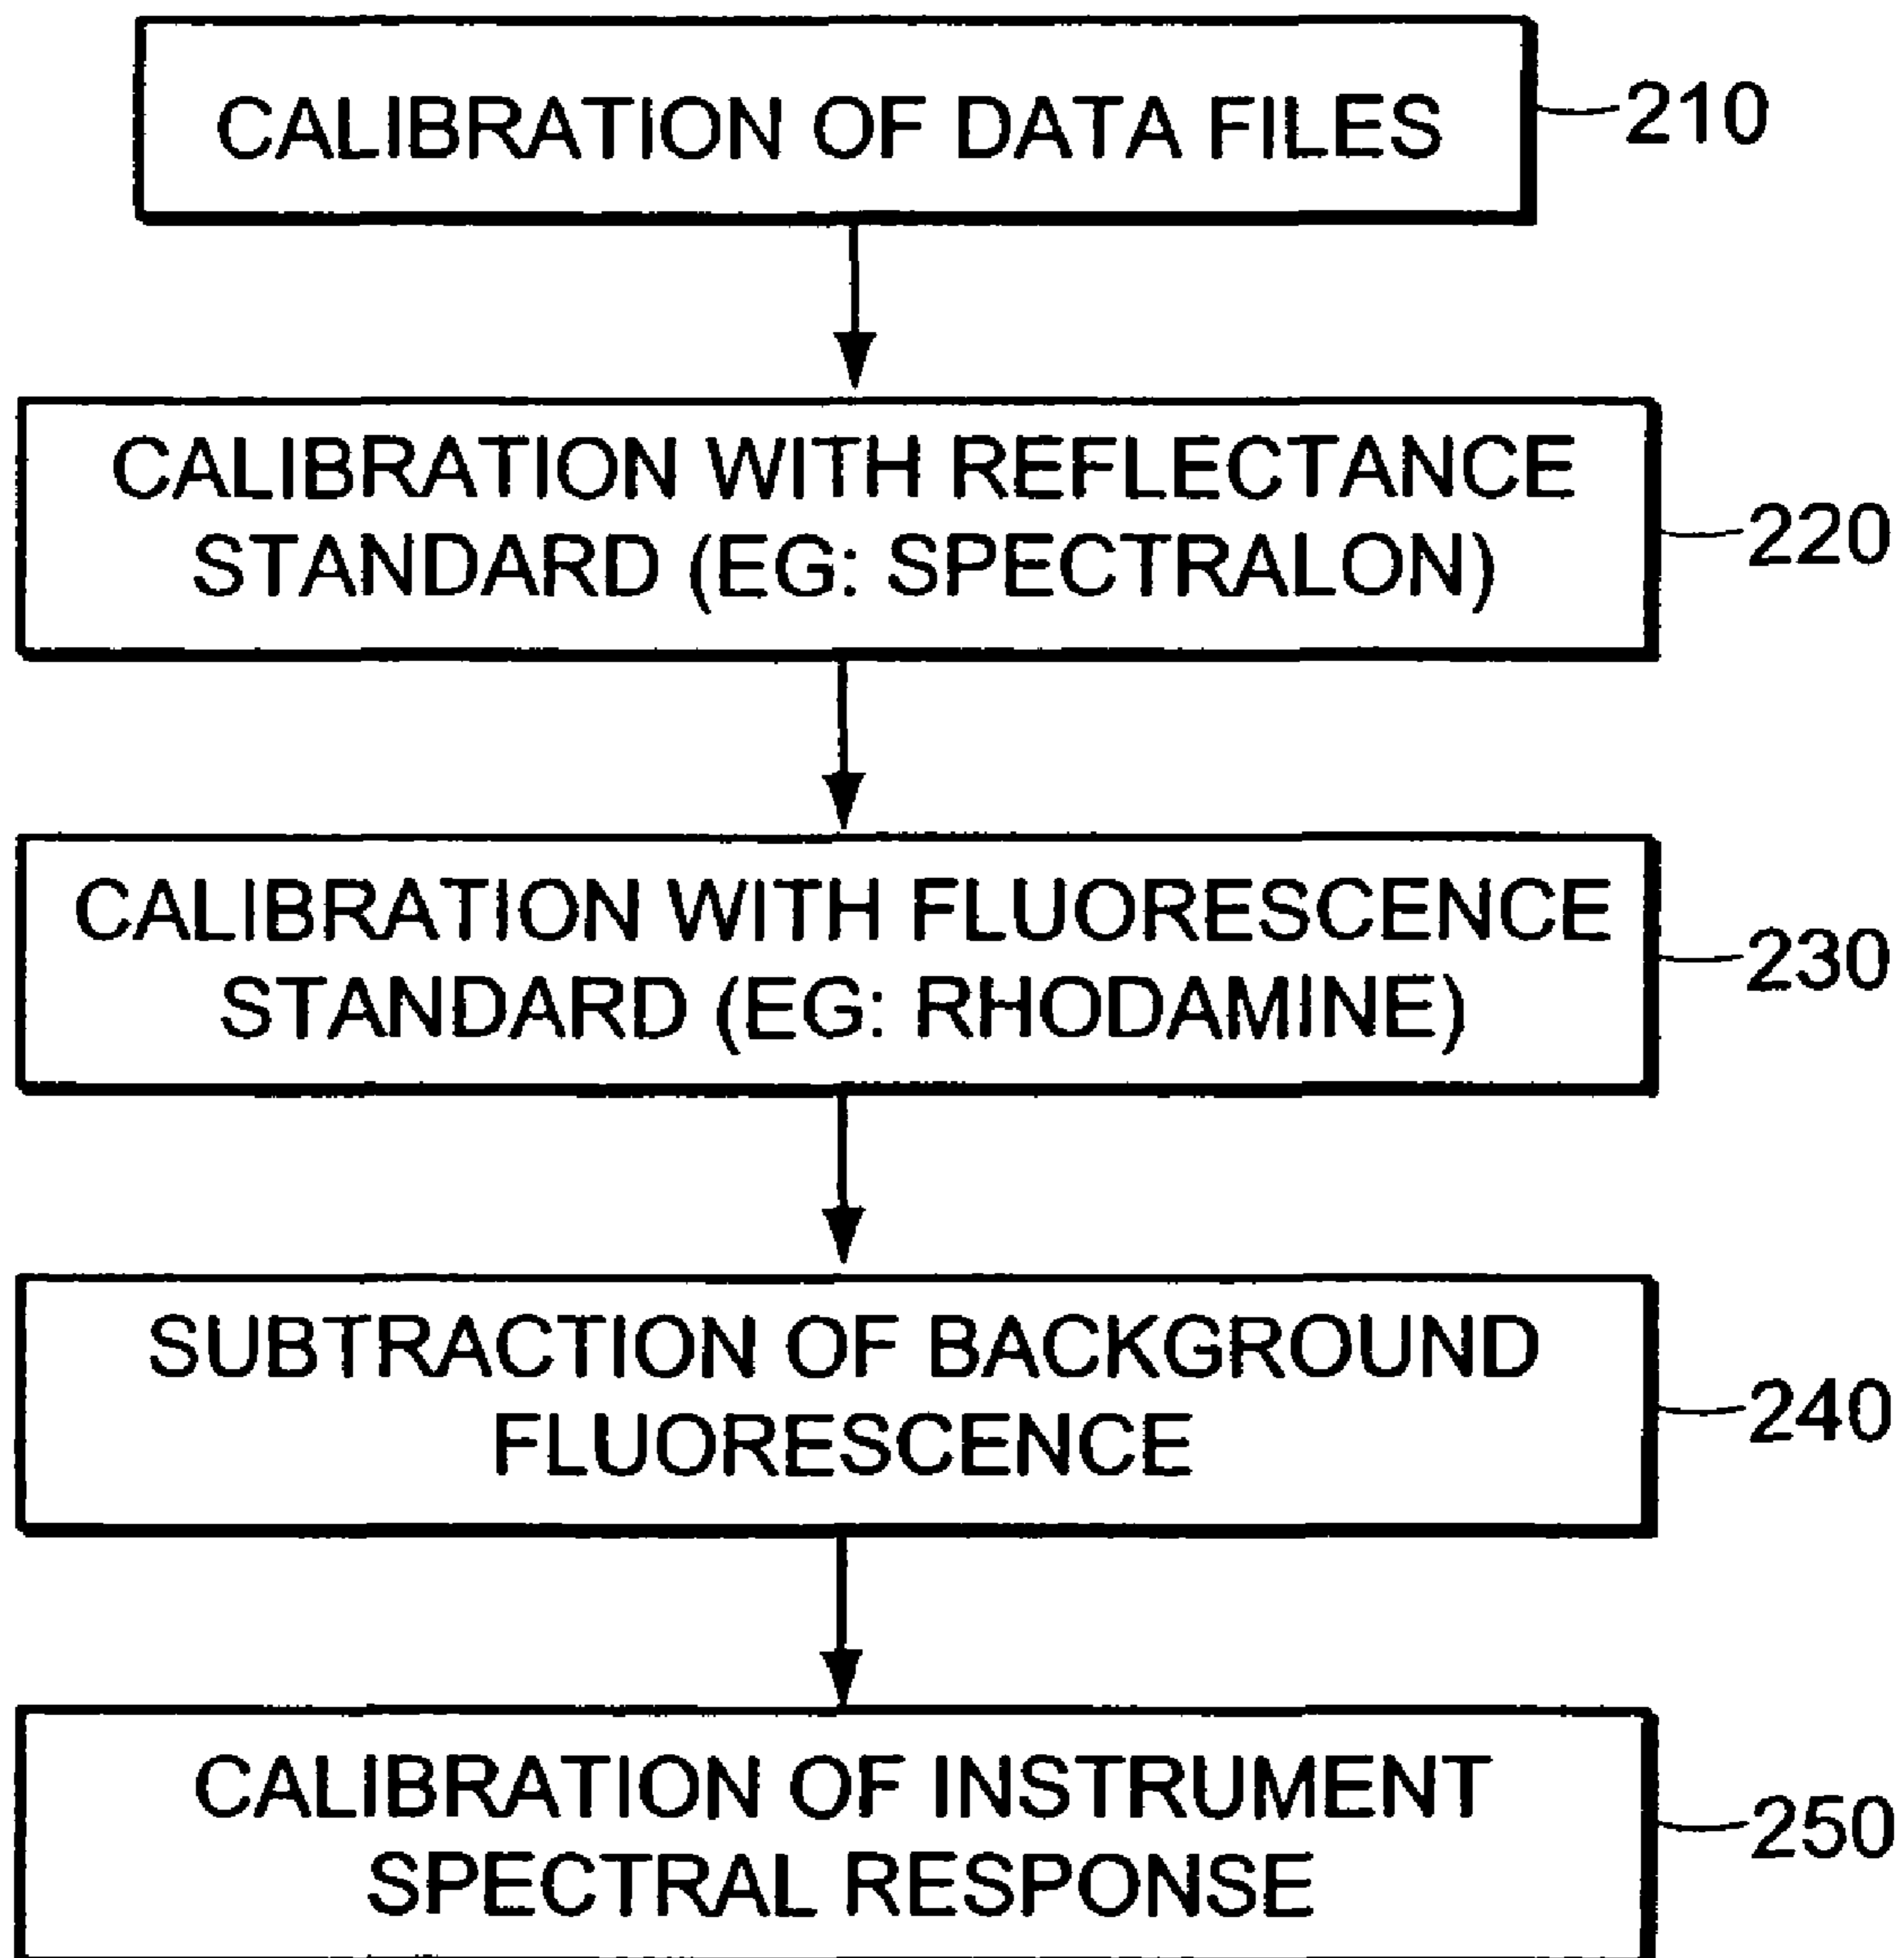 CALIBRATION OF DATA FILES
210
CALIBRATION WITH REFLECTANCE
STANDARD (EG: SPECTRALON)
220
CALIBRATION WITH FLUORESCENCE
STANDARD (EG: RHODAMINE)
230
SUBTRACTION OF BACKGROUND
FLUORESCENCE
240
CALIBRATION OF INSTRUMENT
SPECTRAL RESPONSE
250